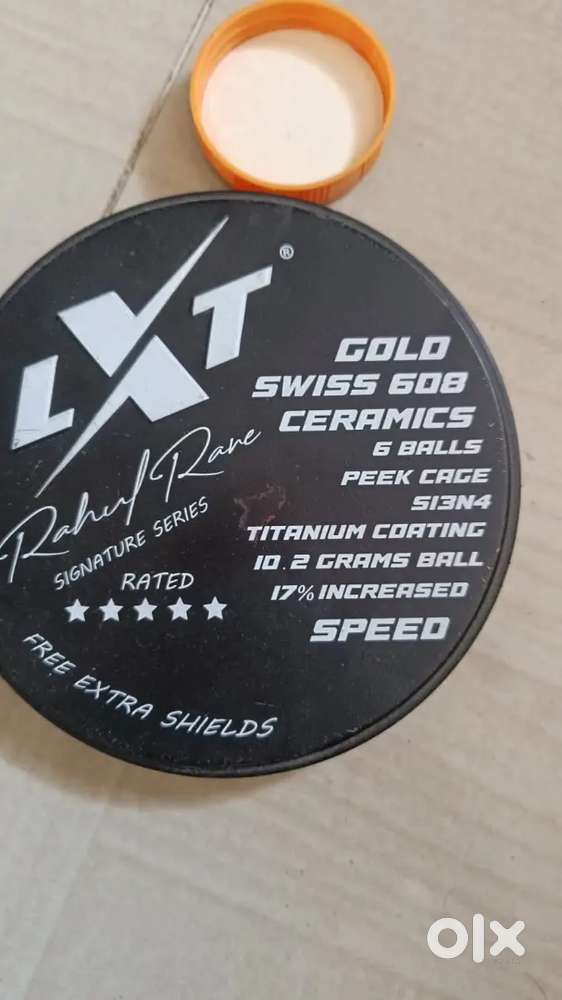 LXT®
GOLD
SWISS 608
CERAMICS
6 BALLS
PEEK CAGE
SI3N4
TITANIUM COATING
10.2 GRAMS BALL
17% INCREASED
SPEED
Rahul Rane
SIGNATURE SERIES
RATED
FREE EXTRA SHIELDS
olx